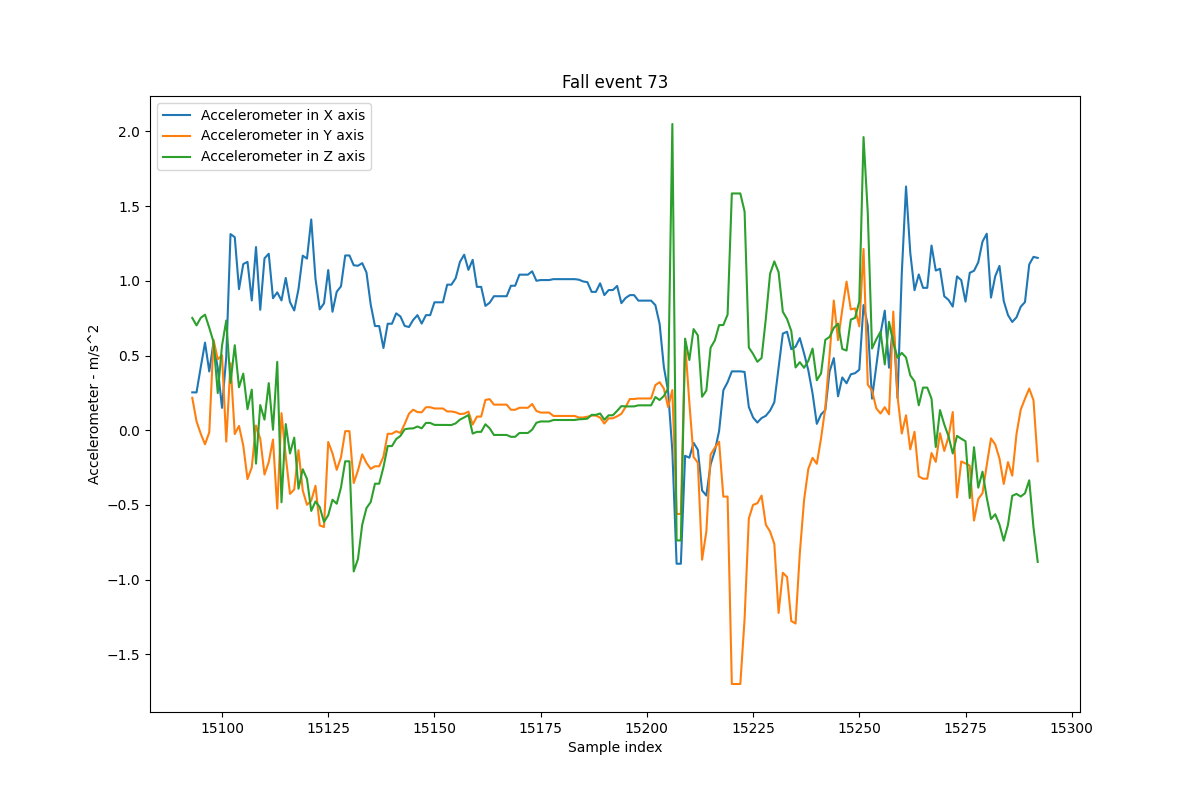 Fall event 73
Accelerometer in X axis
Accelerometer in Y axis
Accelerometer in Z axis
Accelerometer - m/s^2
2.0
1.5
1.0
0.5
0.0
−0.5
−1.0
−1.5
15100 15125 15150 15175 15200 15225 15250 15275 15300
Sample index